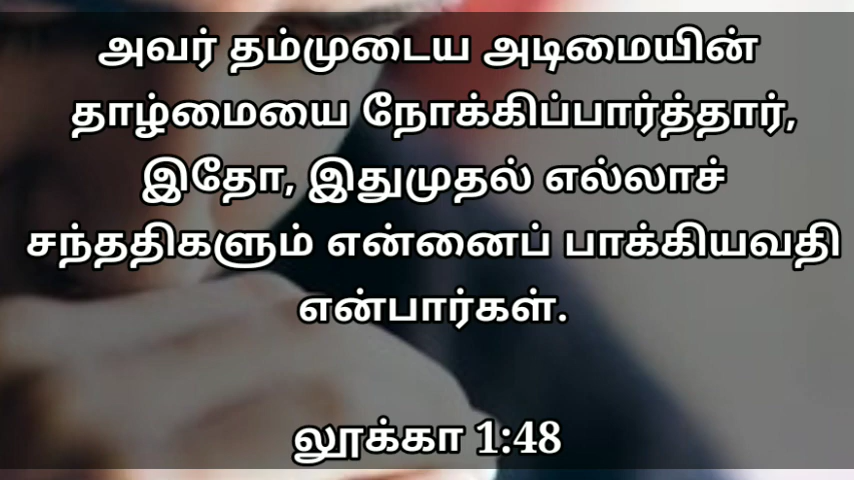 அவர் தம்முடைய அடிமையின்
தாழ்மையை நோக்கிப்பார்த்தார்,
இதோ, இதுமுதல் எல்லாச்
சந்ததிகளும் என்னைப் பாக்கியவதி
என்பார்கள்.
லூக்கா 1:48